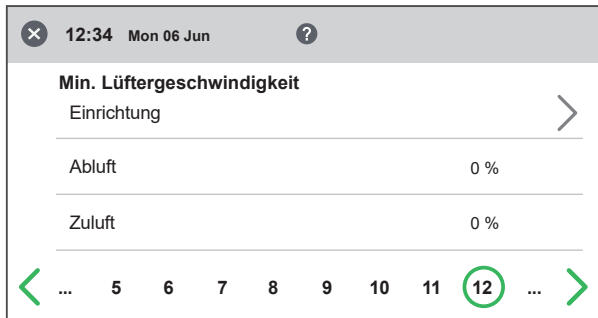 12:34 Mon 06 Jun ?
Min. Lüftergeschwindigkeit
Einrichtung
Abluft 0 %
Zuluft 0 %
... 5 6 7 8 9 10 11 12 ...